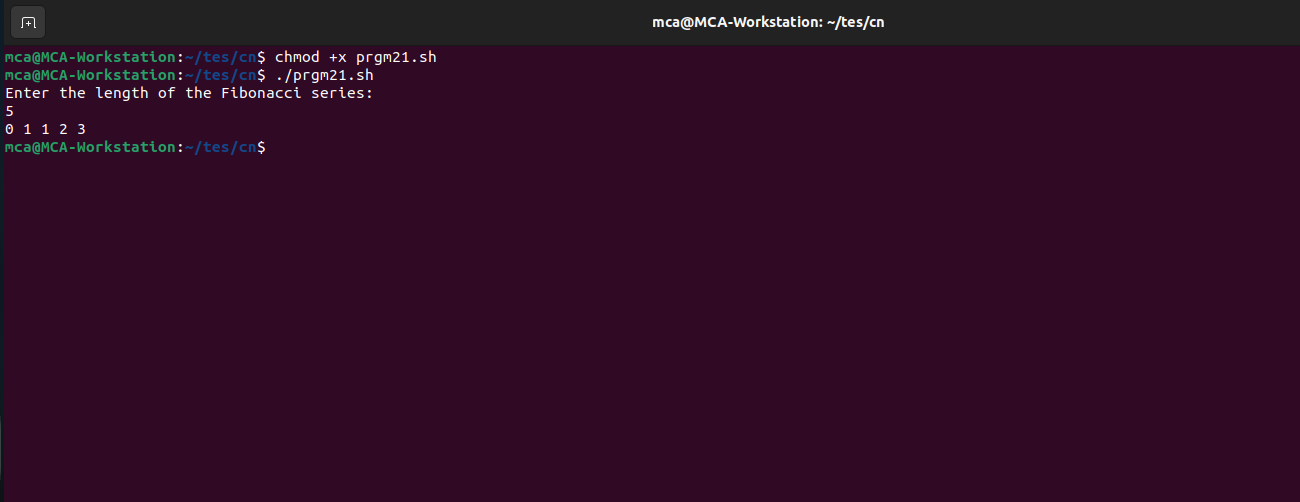 mca@MCA-Workstation: ~/tes/cn
mca@MCA-Workstation:~/tes/cn$ chmod +x prgm21.sh
mca@MCA-Workstation:~/tes/cn$ ./prgm21.sh
Enter the length of the Fibonacci series:
5
0 1 1 2 3
mca@MCA-Workstation:~/tes/cn$